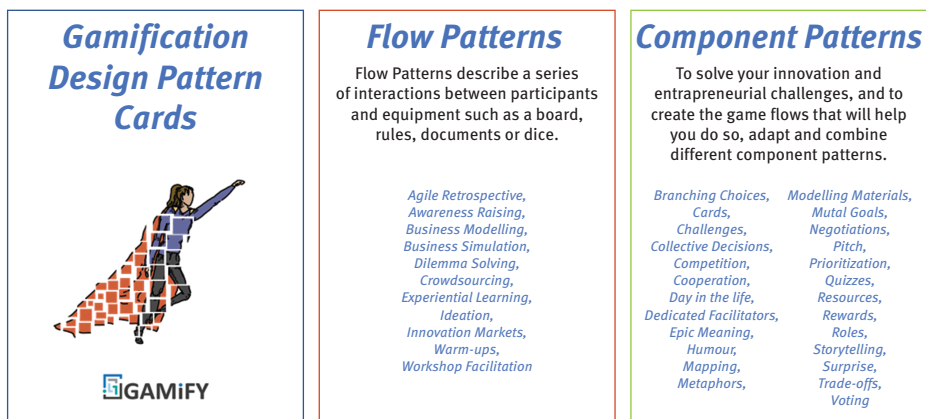 Gamification
Design Pattern
Cards
GAMiFY
Flow Patterns
Flow Patterns describe a series
of interactions between participants
and equipment such as a board,
rules, documents or dice.
Agile Retrospective,
Awareness Raising,
Business Modelling,
Business Simulation,
Dilemma Solving,
Crowdsourcing,
Experiential Learning,
Ideation,
Innovation Markets,
Warm-ups,
Workshop Facilitation
Component Patterns
To solve your innovation and
entrapreneurial challenges, and to
create the game flows that will help
you do so, adapt and combine
different component patterns.
Branching Choices,
Cards,
Challenges,
Collective Decisions,
Competition,
Cooperation,
Day in the life,
Dedicated Facilitators,
Epic Meaning,
Humour,
Mapping,
Metaphors,
Modelling Materials,
Mutal Goals,
Negotiations,
Pitch,
Prioritization,
Quizzes,
Resources,
Rewards,
Roles,
Storytelling,
Surprise,
Trade-offs,
Voting